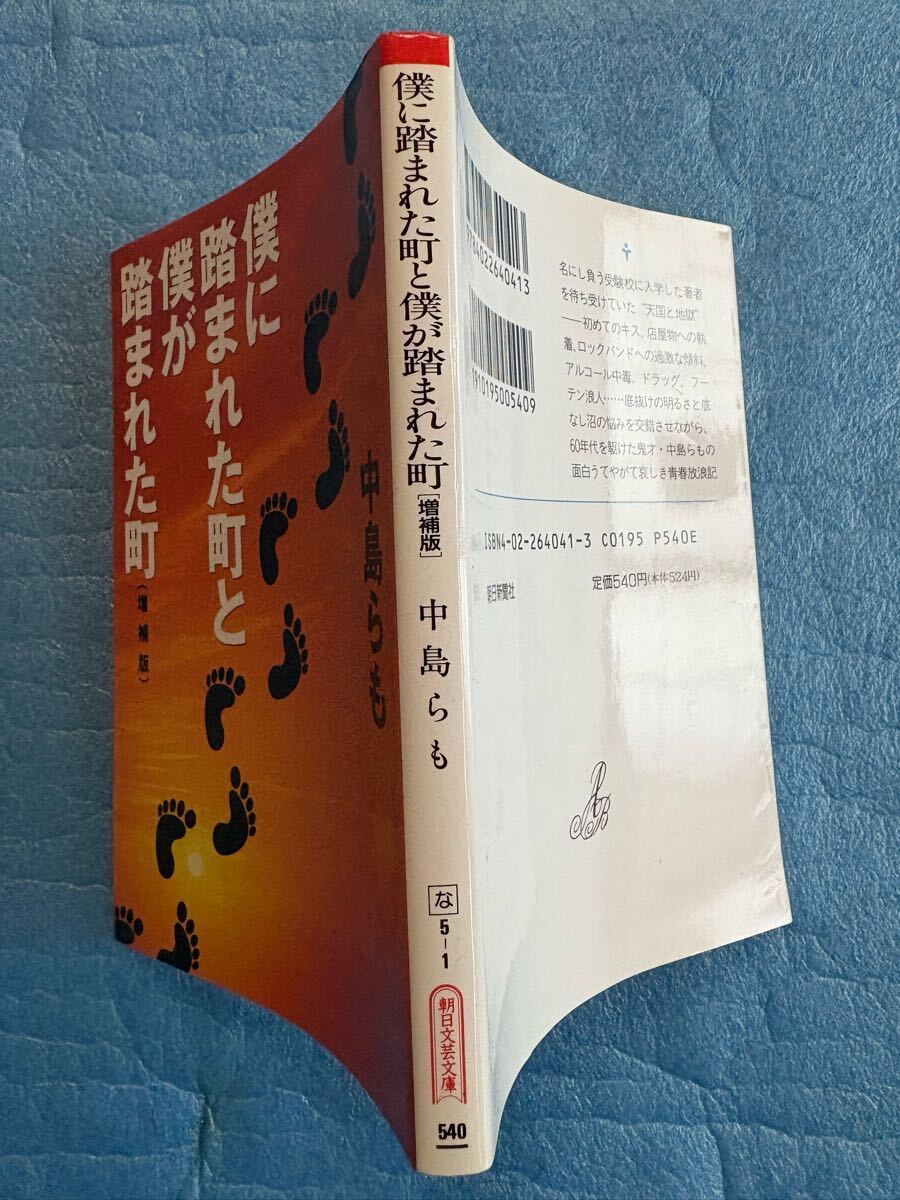 僕に
踏まれた町と
僕が
踏まれた町
(増補版)
中島らも
僕に踏まれた町と僕が踏まれた町[増補版]
中島らも
な
5-1
朝日文芸文庫
540
784022640413
1910195005409
名にし負う受験校に入学した著者
を待ち受けていた“天国と地獄”
──初めてのキス、店屋物への執
着、ロックバンドへの過激な傾斜、
アルコール中毒、ドラッグ、フー
テン浪人……底抜けの明るさと底
なし沼の悩みを交錯させながら、
60年代を駆けた鬼才・中島らもの
面白うてやがて哀しき青春放浪記
ISBN4-02-264041-3 C0195 P540E
朝日新聞社
定価540円(本体524円)